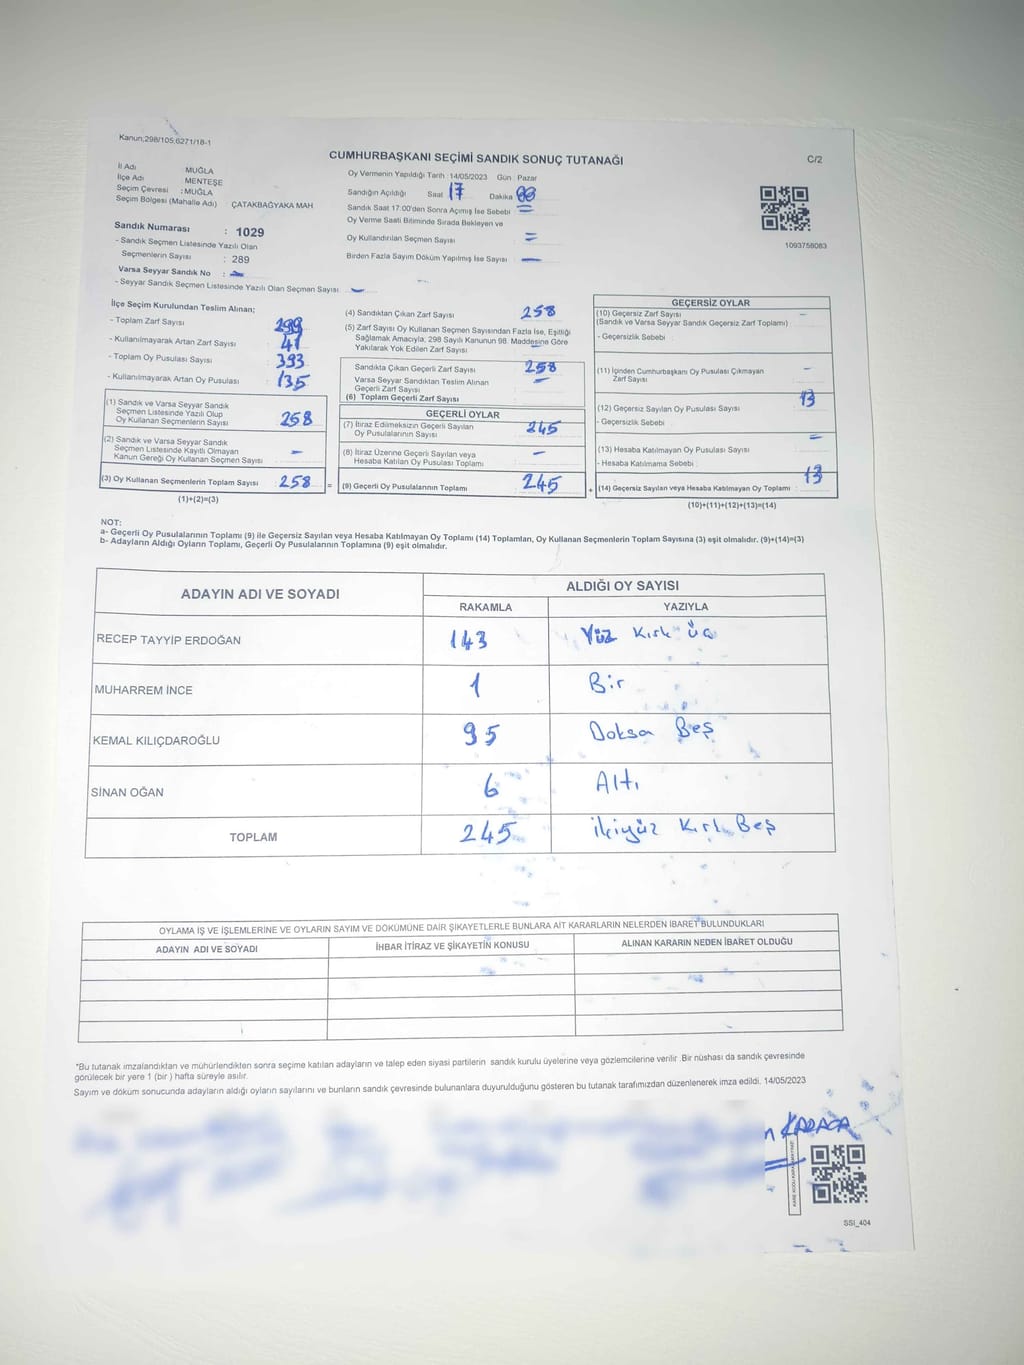 Kanun;298/105;6271/18-1
CUMHURBAŞKANI SEÇİMİ SANDIK SONUÇ TUTANAĞI
C/2
İl Adı MUĞLA
İlçe Adı MENTEŞE
Seçim Çevresi : MUĞLA
Seçim Bölgesi (Mahalle Adı) : ÇATAKBAĞYAKA MAH.
Oy Vermenin Yapıldığı Tarih : 14/05/2023 Gün : Pazar
Sandığın Açıldığı Saat 17 Dakika 00
Sandık Saat 17:00'den Sonra Açımış İse Sebebi
Oy Verme Saati Bitiminde Sırada Bekleyen ve
Oy Kullandırılan Seçmen Sayısı
Birden Fazla Sayım Döküm Yapılmış İse Sayısı
1093758083
Sandık Numarası : 1029
- Sandık Seçmen Listesinde Yazılı Olan
Seçmenlerin Sayısı : 289
Varsa Seyyar Sandık No :
- Seyyar Sandık Seçmen Listesinde Yazılı Olan Seçmen Sayısı :
İlçe Seçim Kurulundan Teslim Alınan;
- Toplam Zarf Sayısı
- Kullanılmayarak Artan Zarf Sayısı : 41
- Toplam Oy Pusulası Sayısı : 393
- Kullanılmayarak Artan Oy Pusulası : 135
(1) Sandık ve Varsa Seyyar Sandık
Seçmen Listesinde Yazılı Olup
Oy Kullanan Seçmenlerin Sayısı : 258
(2) Sandık ve Varsa Seyyar Sandık
Seçmen Listesinde Kayıtlı Olmayan
Kanun Gereği Oy Kullanan Seçmen Sayısı : -
(3) Oy Kullanan Seçmenlerin Toplam Sayısı : 258
(1)+(2)=(3)
(4) Sandıktan Çıkan Zarf Sayısı : 258
(5) Zarf Sayısı Oy Kullanan Seçmen Sayısından Fazla İse, Eşitliği
Sağlamak Amacıyla; 298 Sayılı Kanunun 98. Maddesine Göre
Yakılarak Yok Edilen Zarf Sayısı
Sandıkta Çıkan Geçerli Zarf Sayısı : 258
Varsa Seyyar Sandıktan Teslim Alınan
Geçerli Zarf Sayısı
(6) Toplam Geçerli Zarf Sayısı
GEÇERLİ OYLAR
(7) İtiraz Edilmeksizin Geçerli Sayılan
Oy Pusulalarının Sayısı : 245
(8) İtiraz Üzerine Geçerli Sayılan veya
Hesaba Katılan Oy Pusulası Toplamı : -
= (9) Geçerli Oy Pusulalarının Toplamı : 245
GEÇERSİZ OYLAR
(10) Geçersiz Zarf Sayısı
(Sandık ve Varsa Seyyar Sandık Geçersiz Zarf Toplamı) : -
- Geçersizlik Sebebi :
(11) İçinden Cumhurbaşkanı Oy Pusulası Çıkmayan
Zarf Sayısı : -
(12) Geçersiz Sayılan Oy Pusulası Sayısı : 13
- Geçersizlik Sebebi :
(13) Hesaba Katılmayan Oy Pusulası Sayısı : =
- Hesaba Katılmama Sebebi :
+ (14) Geçersiz Sayılan veya Hesaba Katılmayan Oy Toplamı : 13
(10)+(11)+(12)+(13)=(14)
NOT:
a- Geçerli Oy Pusulalarının Toplamı (9) ile Geçersiz Sayılan veya Hesaba Katılmayan Oy Toplamı (14) Toplamları, Oy Kullanan Seçmenlerin Toplam Sayısına (3) eşit olmalıdır. (9)+(14)=(3)
b- Adayların Aldığı Oyların Toplamı, Geçerli Oy Pusulalarının Toplamına (9) eşit olmalıdır.
ADAYIN ADI VE SOYADI ALDIĞI OY SAYISI
RAKAMLA YAZIYLA
RECEP TAYYİP ERDOĞAN 143 Yüz Kırk üç
MUHARREM İNCE 1 Bir
KEMAL KILIÇDAROĞLU 95 Doksa Beş
SİNAN OĞAN 6 Altı
TOPLAM 245 ikiyüz Kırk Beş
OYLAMA İŞ VE İŞLEMLERİNE VE OYLARIN SAYIM VE DÖKÜMÜNE DAİR ŞİKAYETLERLE BUNLARA AİT KARARLARIN NELERDEN İBARET BULUNDUKLARI
ADAYIN ADI VE SOYADI İHBAR İTİRAZ VE ŞİKAYETİN KONUSU ALINAN KARARIN NEDEN İBARET OLDUĞU
*Bu tutanak imzalandıktan ve mühürlendikten sonra seçime katılan adayların ve talep eden siyasi partilerin sandık kurulu üyelerine veya gözlemcilerine verilir. Bir nüshası da sandık çevresinde
görülecek bir yere 1 (bir) hafta süreyle asılır.
Sayım ve döküm sonucunda adayların aldığı oyların sayılarını ve bunların sandık çevresinde bulunanlara duyurulduğunu gösteren bu tutanak tarafımızdan düzenlenerek imza edildi. 14/05/2023
KARACA
SSİ_404